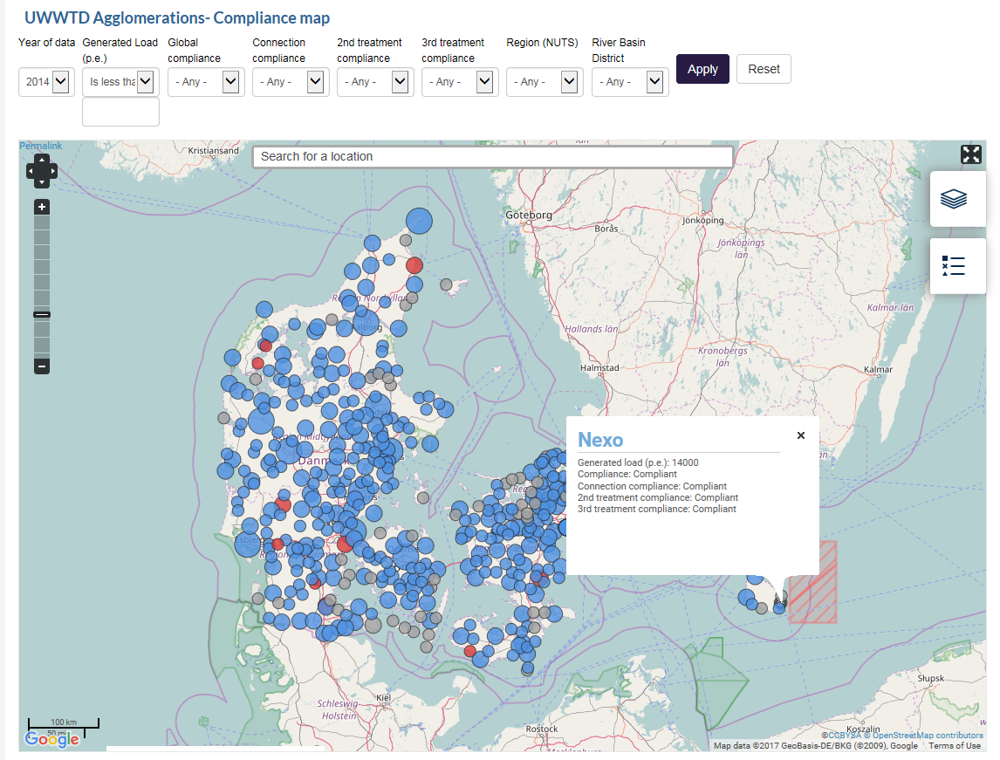 UWWTD Agglomerations- Compliance map
Year of data
Generated Load (p.e.)
Global compliance
Connection compliance
2nd treatment compliance
3rd treatment compliance
Region (NUTS)
River Basin District
2014
Is less tha
- Any -
- Any -
- Any -
- Any -
- Any -
- Any -
Apply
Reset
Permalink
Kristiansand
Search for a location
Göteborg
Borås
Jönköping
Jönköpings län
Kalmar län
Hallands län
Kronobergs län
Halmstad
Kalmar
Nexo
Generated load (p.e.): 14000
Compliance: Compliant
Connection compliance: Compliant
2nd treatment compliance: Compliant
3rd treatment compliance: Compliant
Schleswig-
Holstein
Kiel
Rostock
Słupsk
Koszalin
100 km
50 mi
Google
©CCBYSA © OpenStreetMap contributors
Map data ©2017 GeoBasis-DE/BKG (©2009), Google
Terms of Use